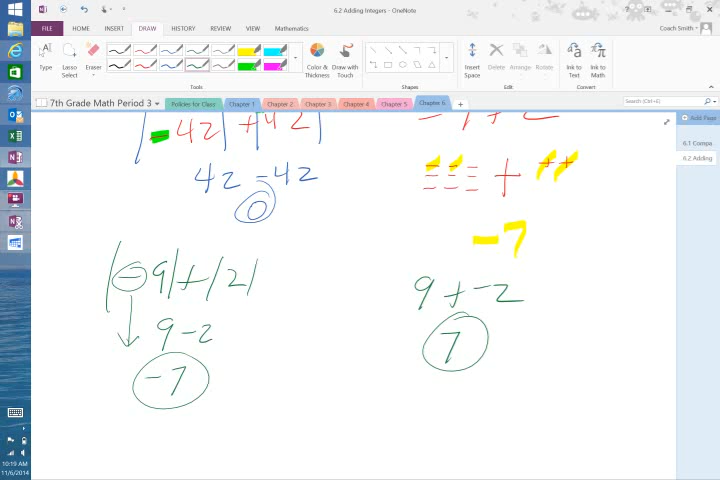 6.2 Adding Integers - OneNote
Coach Smith
FILE HOME INSERT DRAW HISTORY REVIEW VIEW Mathematics
Type
Lasso Select
Eraser
Color & Thickness
Draw with Touch
Insert Space
Delete
Arrange
Rotate
Ink to Text
Ink to Math
Tools
Shapes
Edit
Convert
7th Grade Math Period 3
Policies for Class
Chapter 1
Chapter 2
Chapter 3
Chapter 4
Chapter 5
Chapter 6
+
Search (Ctrl+E)
Add Page
6.1 Compa
6.2 Adding
|-42| + |42|
42 - 42
0
-9 + 2
+
-7
|-9| + |2|
9 - 2
-7
9 + -2
7
10:19 AM
11/6/2014